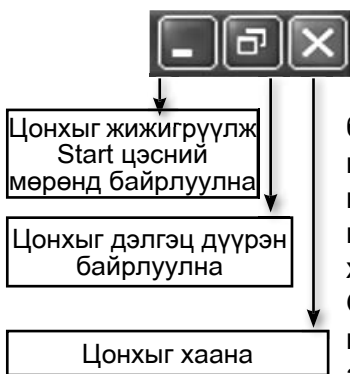 Цонхыг жижигрүүлж
Start цэсний
мөрөнд байрлуулна
Цонхыг дэлгэц дүүрэн
байрлуулна
Цонхыг хаана